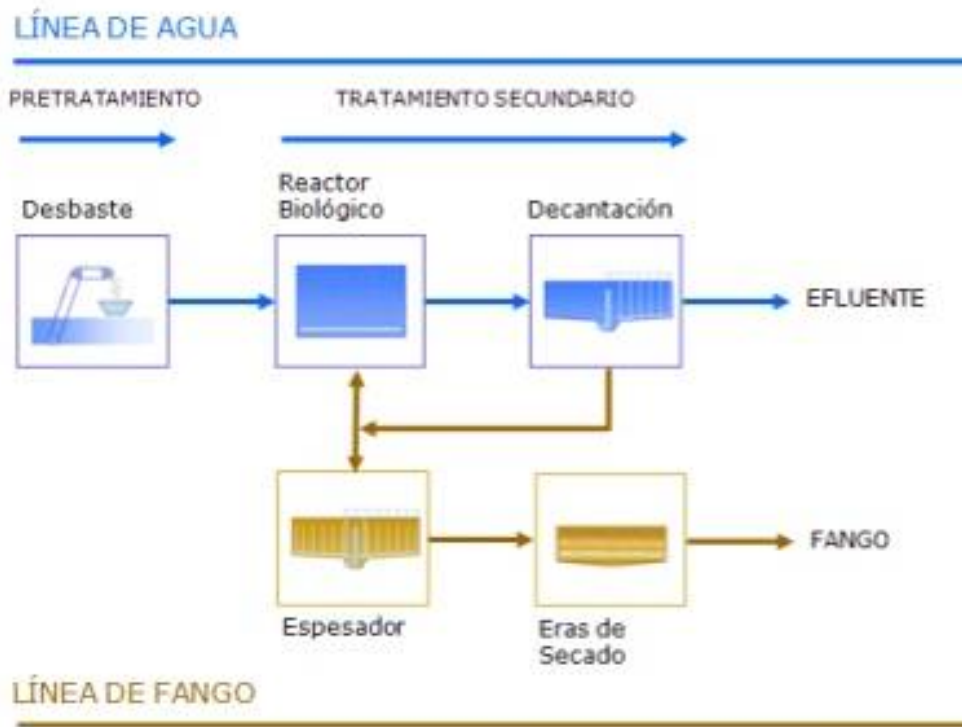 LÍNEA DE AGUA
PRETRATAMIENTO
TRATAMIENTO SECUNDARIO
Desbaste
Reactor
Biológico
Decantación
EFLUENTE
FANGO
Espesador
Eras de
Secado
LÍNEA DE FANGO